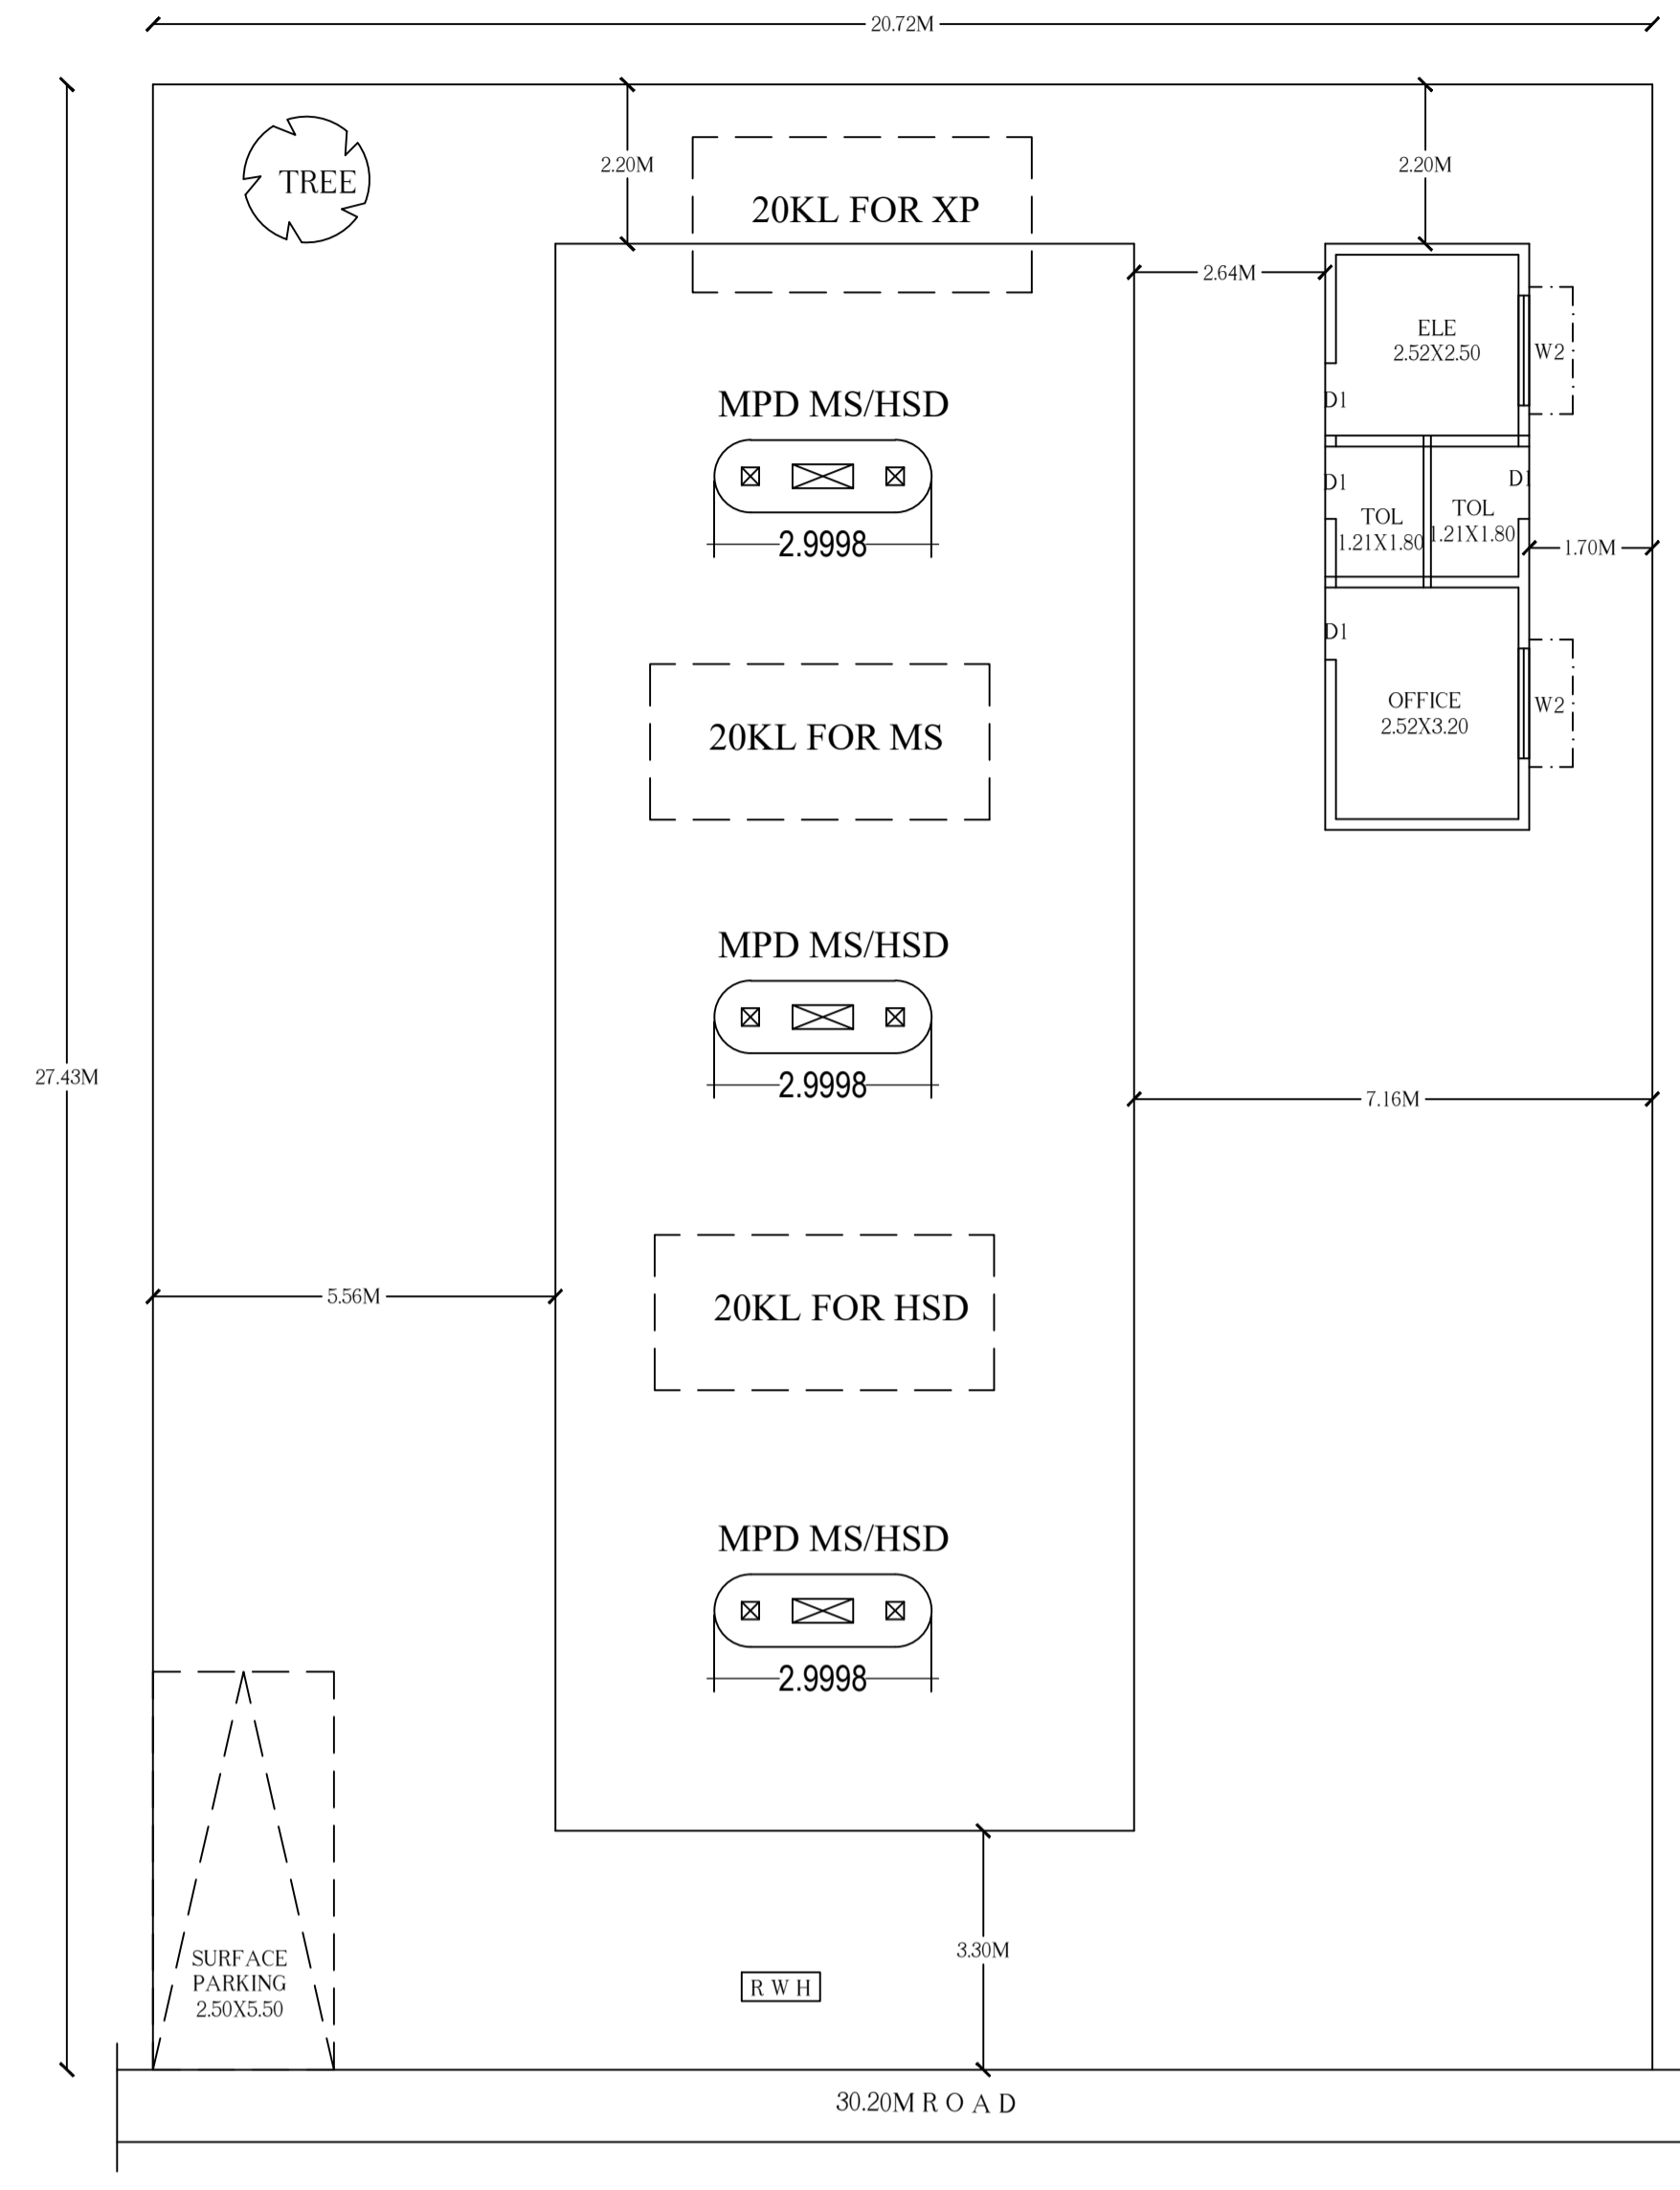 20.72M
TREE
2.20M
2.20M
20KL FOR XP
2.64M
ELE
2.52X2.50
W2
D1
MPD MS/HSD
2.9998
D1
D1
TOL
1.21X1.80
TOL
1.21X1.80
1.70M
D1
OFFICE
2.52X3.20
W2
20KL FOR MS
MPD MS/HSD
2.9998
27.43M
7.16M
5.56M
20KL FOR HSD
MPD MS/HSD
2.9998
SURFACE
PARKING
2.50X5.50
R W H
3.30M
30.20M R O A D